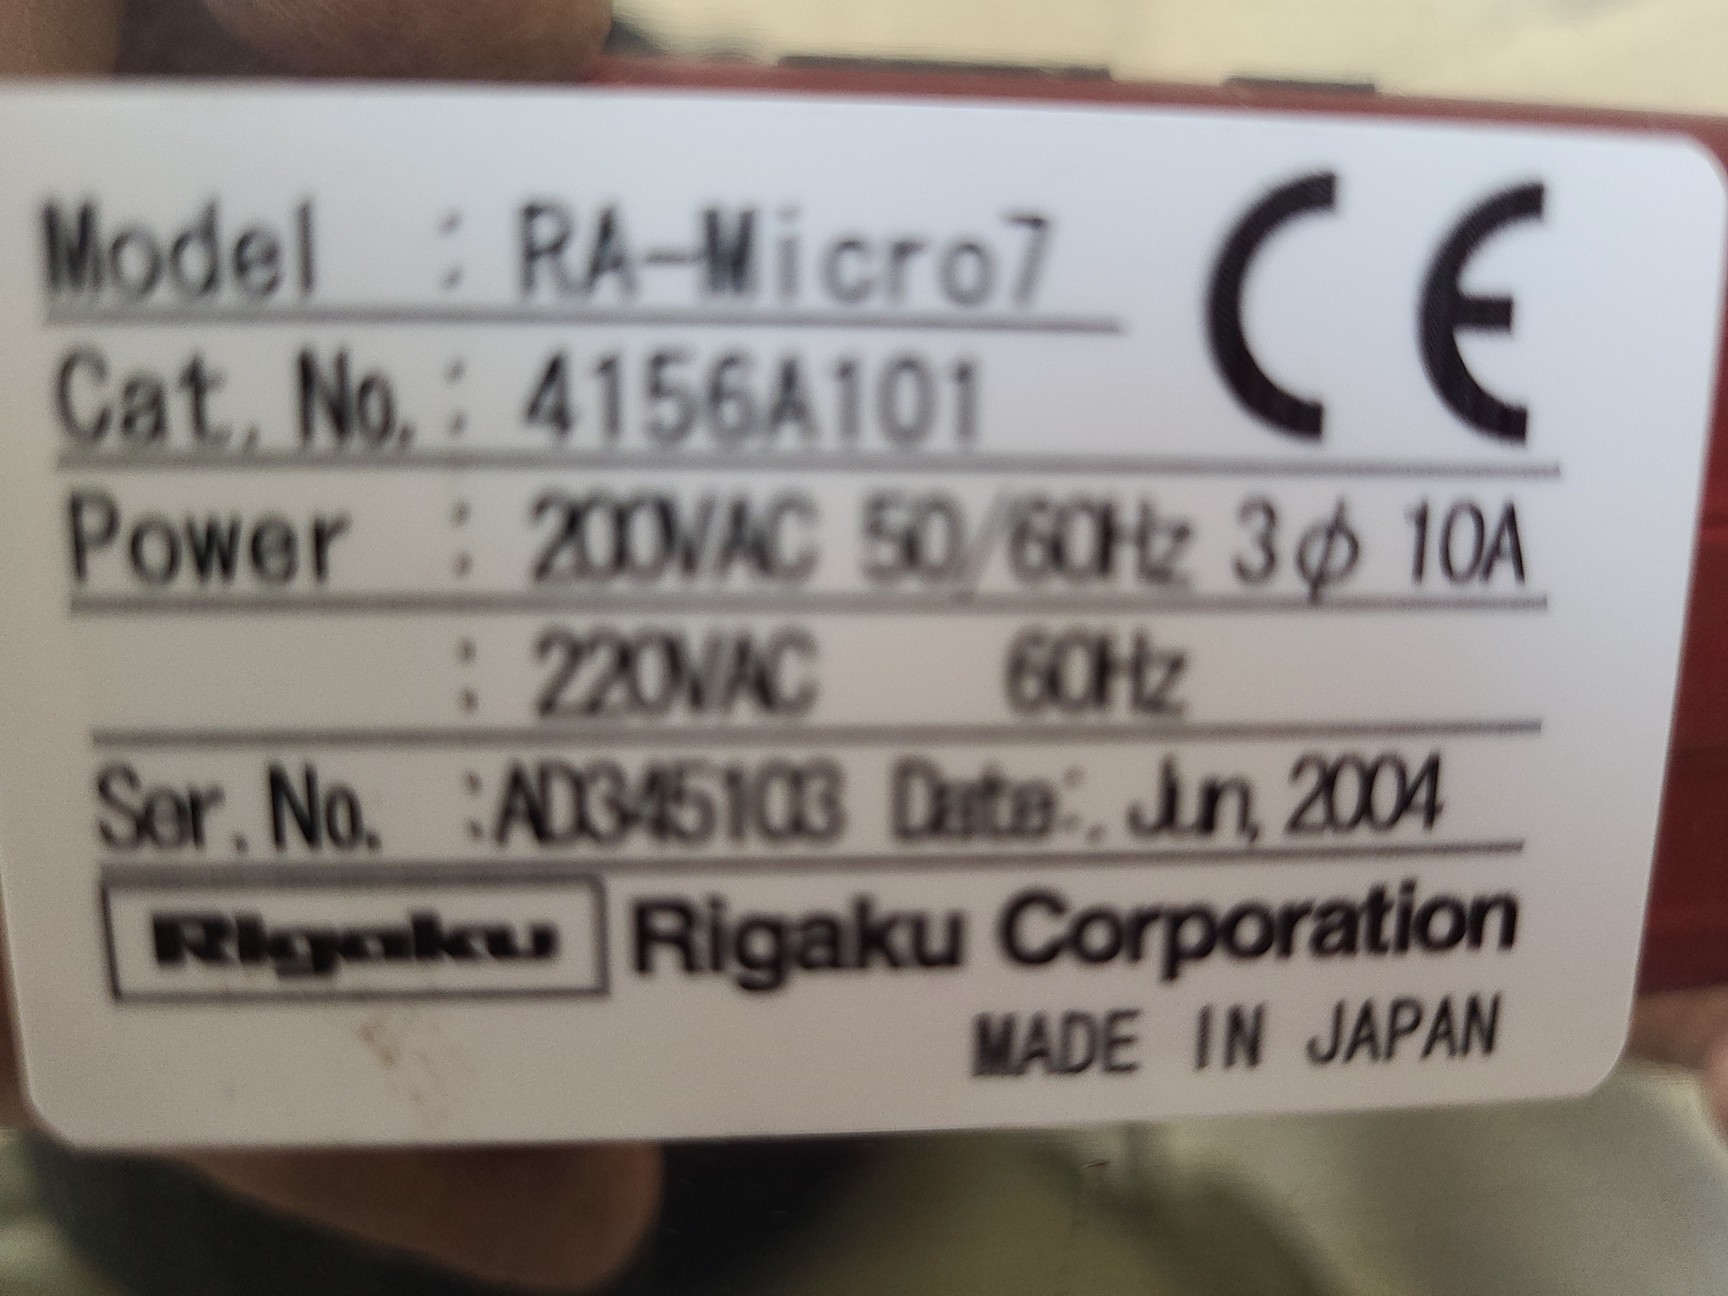 Model : RA-Micro7
CE
Cat. No. : 4156A101
Power : 200VAC 50/60Hz 3φ 10A
: 220VAC 60Hz
Ser. No. :AD345103 Date:. Jun, 2004
Rigaku Rigaku Corporation
MADE IN JAPAN